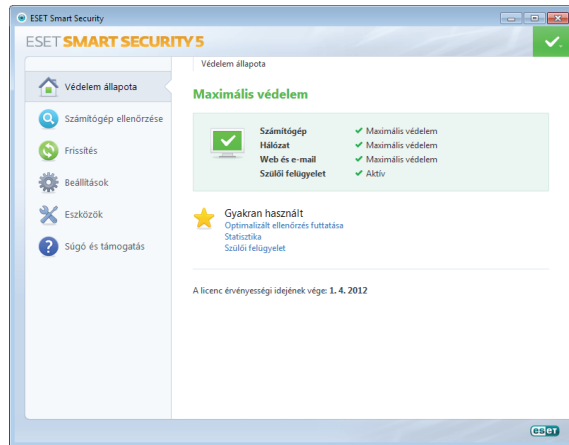 ESET Smart Security
ESET SMART SECURITY 5
Védelem állapota
Számítógép ellenőrzése
Frissítés
Beállítások
Eszközök
Súgó és támogatás
Védelem állapota
Maximális védelem
Számítógép Maximális védelem
Hálózat Maximális védelem
Web és e-mail Maximális védelem
Szülői felügyelet Aktív
Gyakran használt
Optimalizált ellenőrzés futtatása
Statisztika
Szülői felügyelet
A licenc érvényességi idejének vége: 1. 4. 2012
eseT